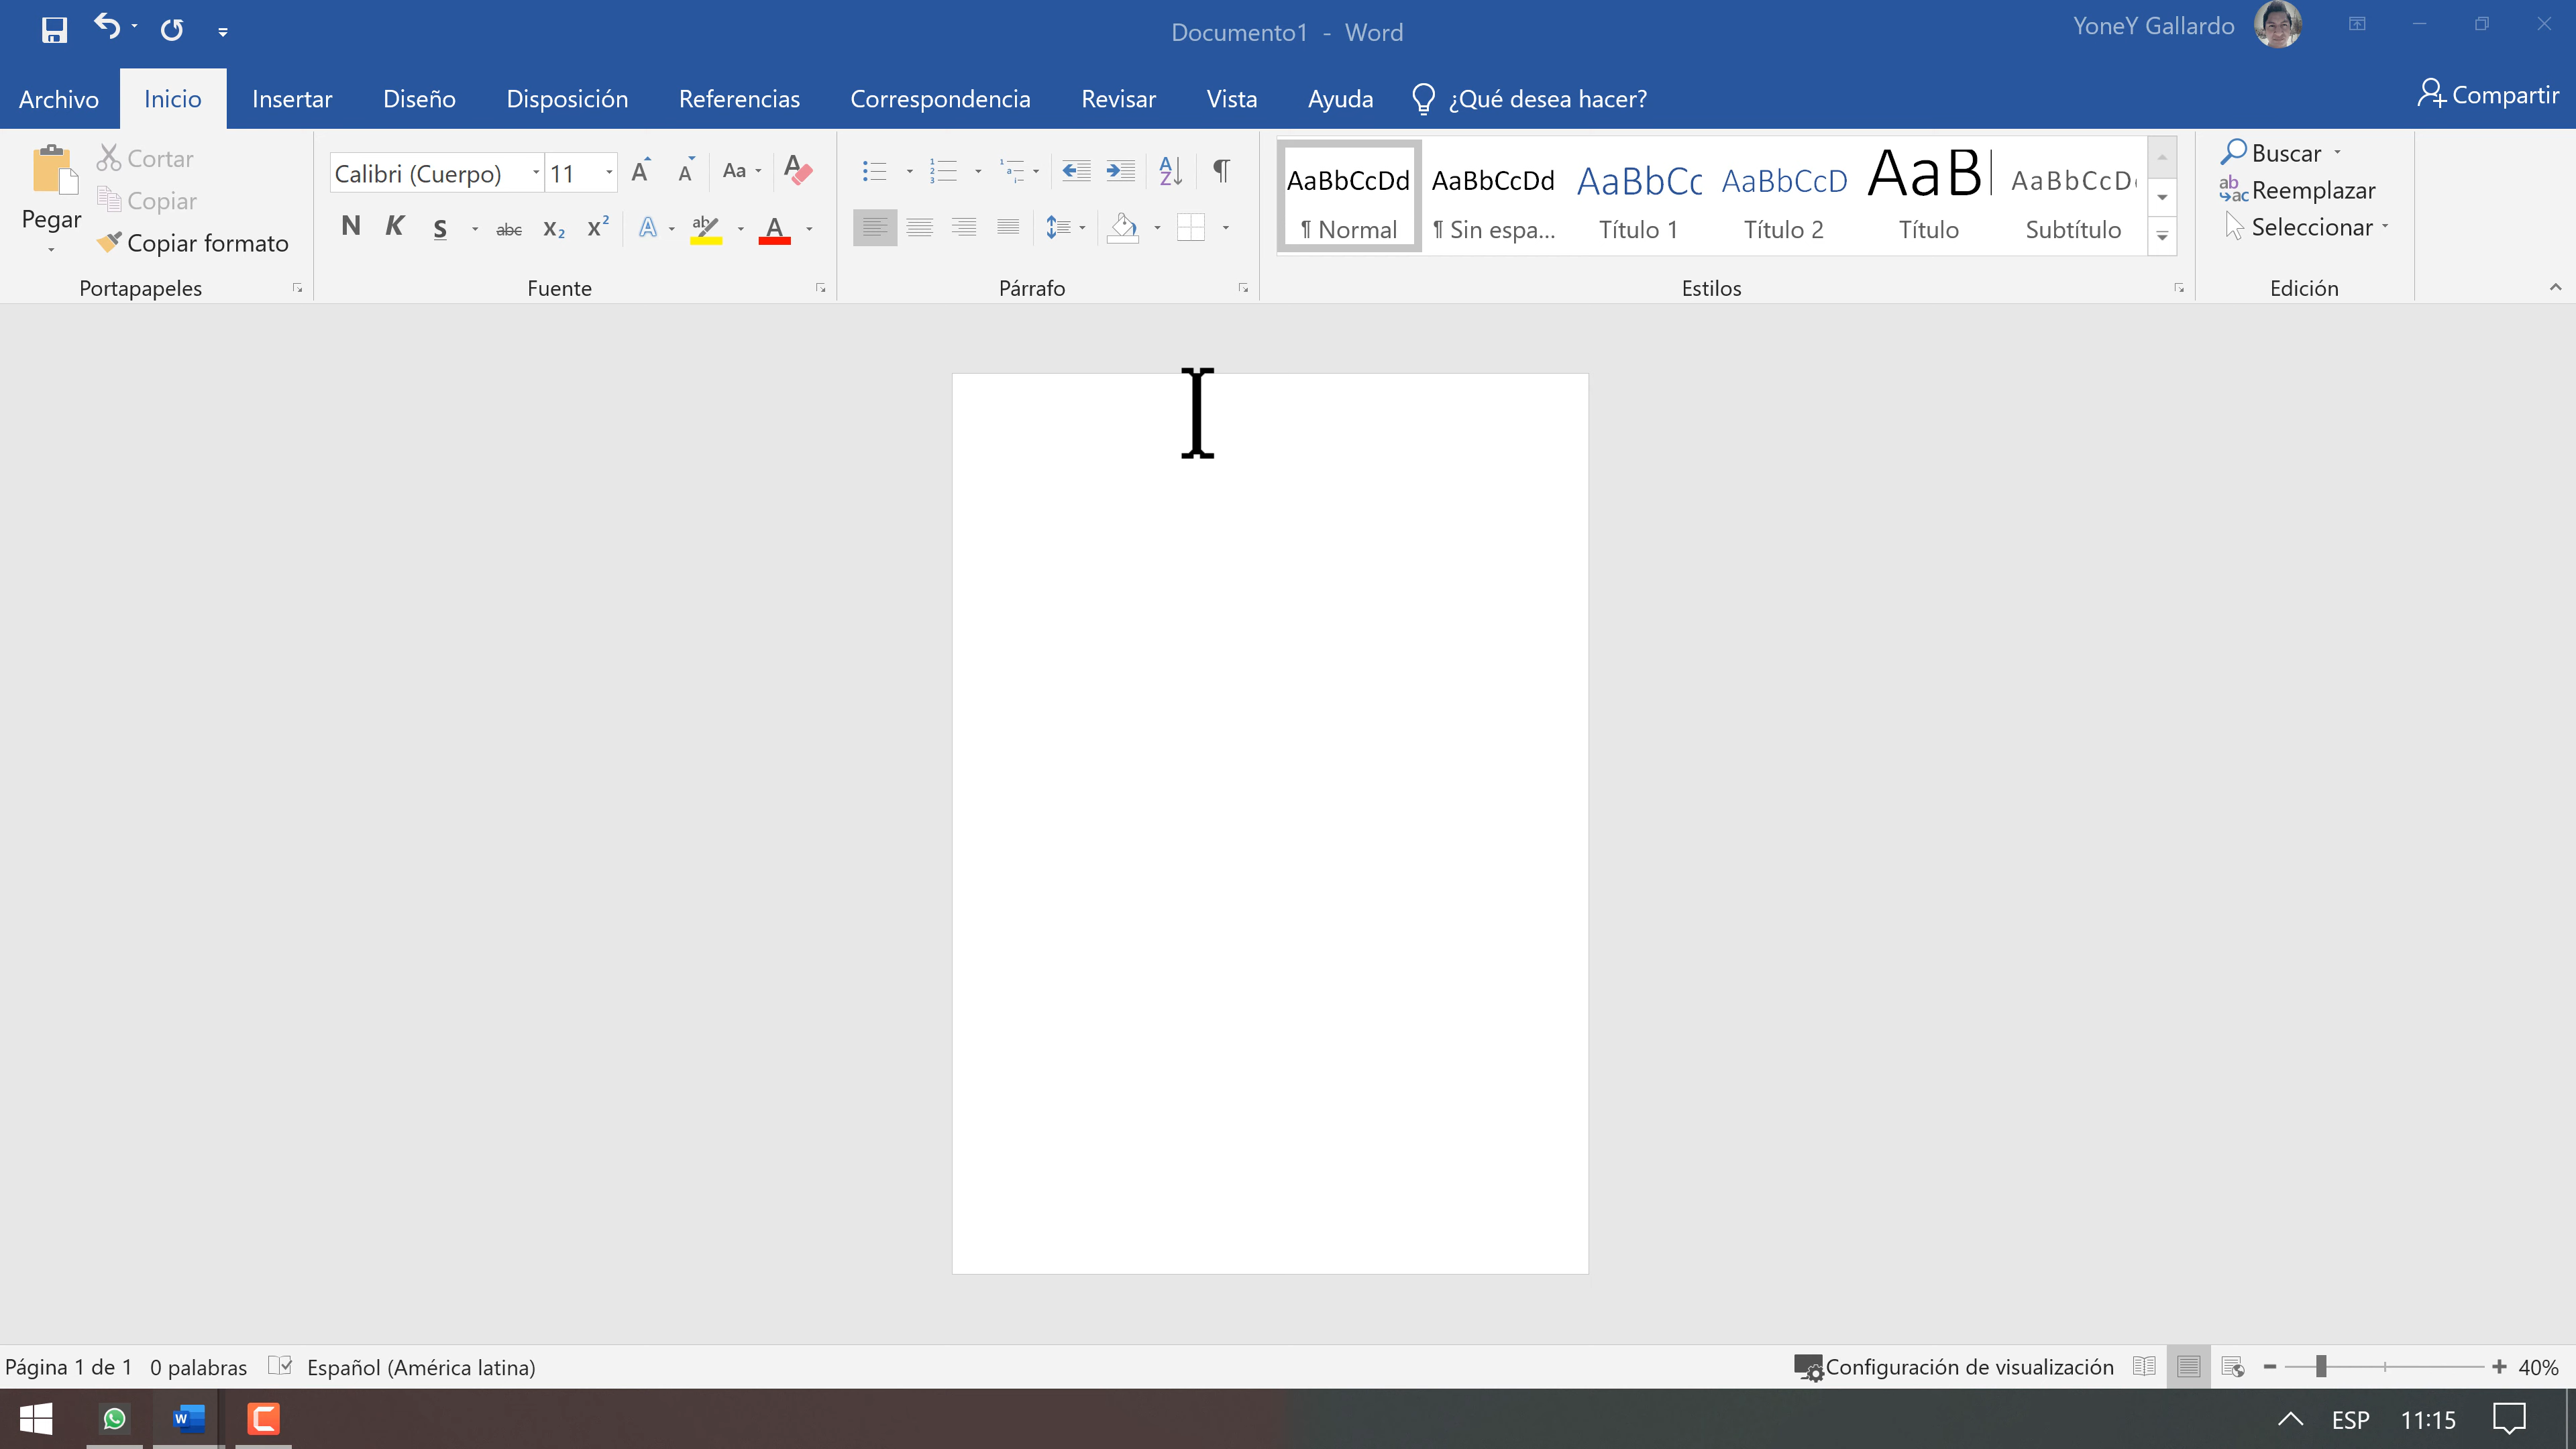 Documento1 - Word
YoneY Gallardo
Archivo Inicio Insertar Diseño Disposición Referencias Correspondencia Revisar Vista Ayuda ¿Qué desea hacer? Compartir
Pegar
Cortar
Copiar
Copiar formato
Portapapeles
Calibri (Cuerpo) 11
Aa
N K S abc X₂ X² A ab A
Fuente
Párrafo
AaBbCcDd AaBbCcDd AaBbCc AaBbCcD AaB AaBbCcD
¶ Normal ¶ Sin espa... Título 1 Título 2 Título Subtítulo
Estilos
Buscar
Reemplazar
Seleccionar
Edición
Página 1 de 1 0 palabras Español (América latina) Configuración de visualización 40%
ESP 11:15